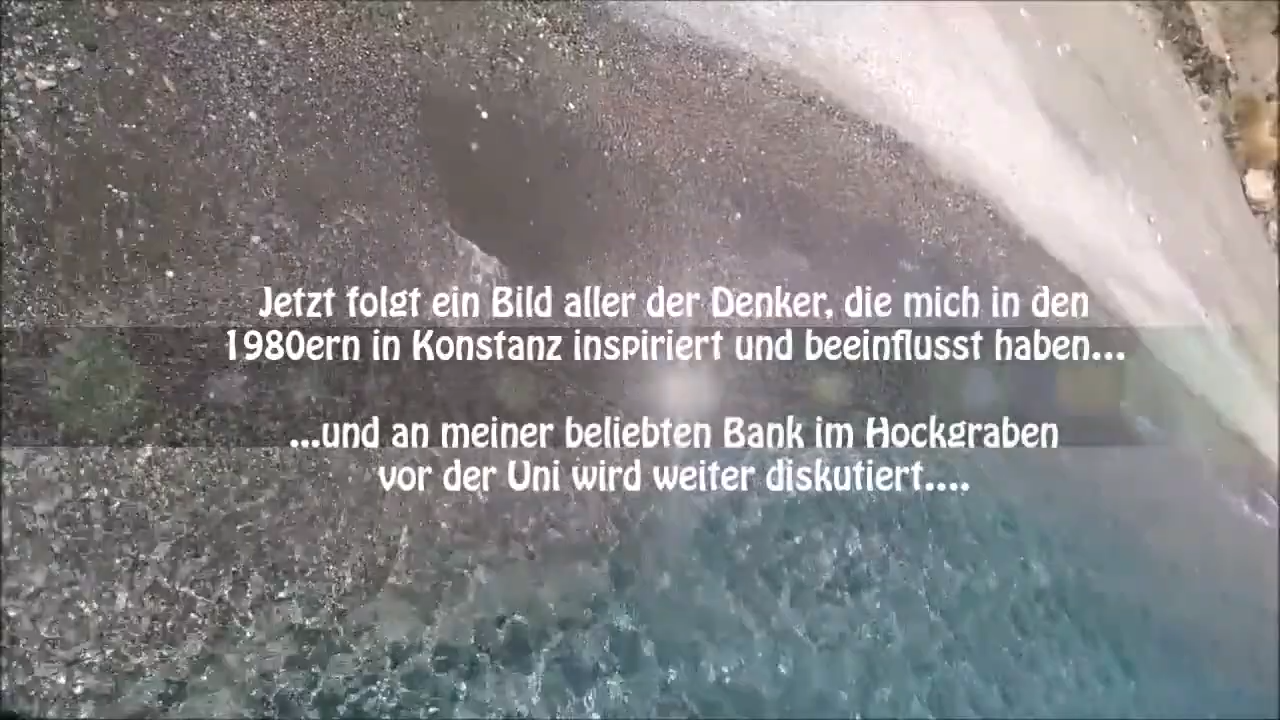 Jetzt folgt ein Bild aller der Denker, die mich in den
1980ern in Konstanz inspiriert und beeinflusst haben...
...und an meiner beliebten Bank im Hockgraben
vor der Uni wird weiter diskutiert....